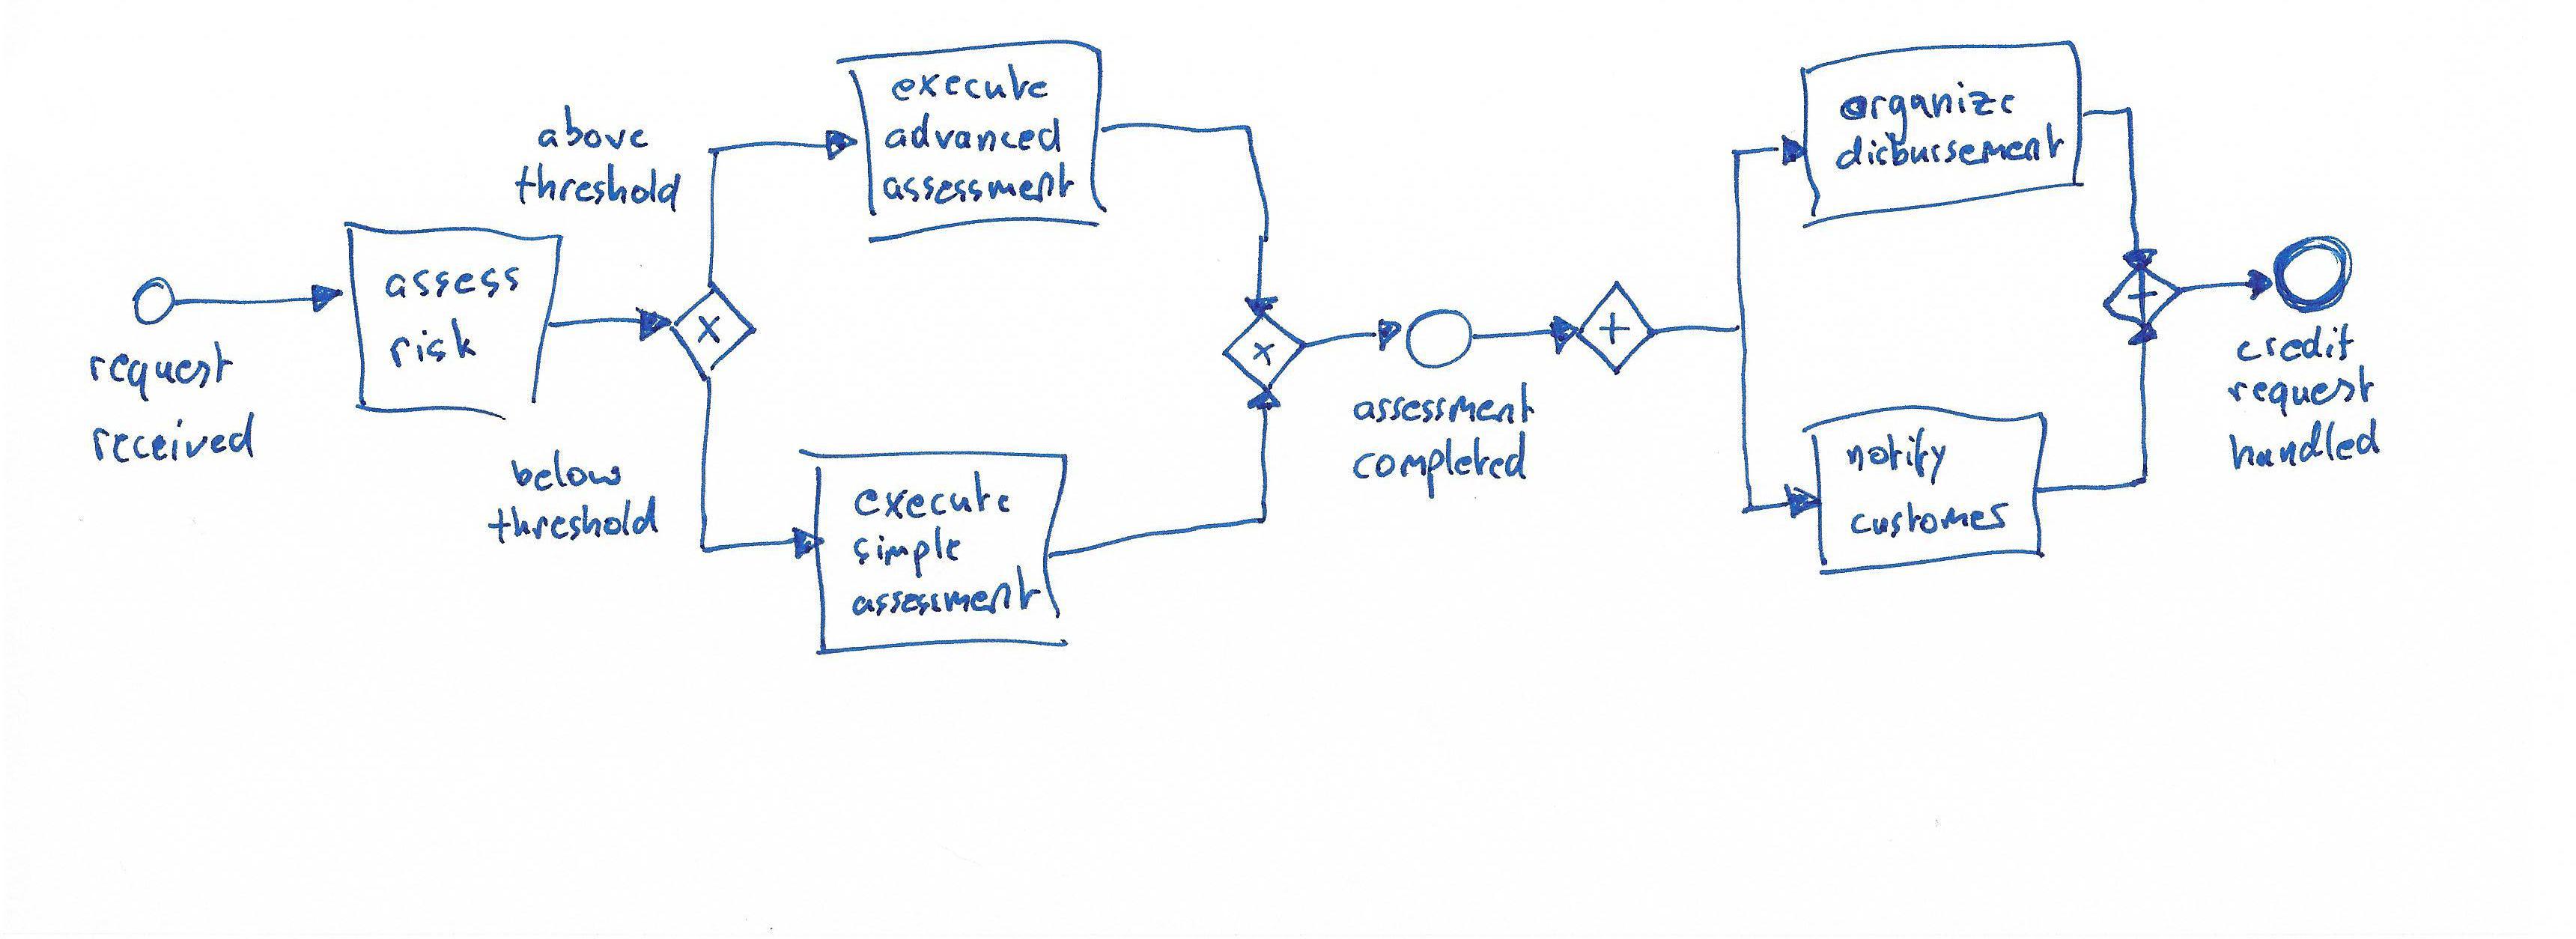 request
received
assess
risk
above
threshold
below
threshold
X
execute
advanced
assessment
execute
simple
assessment
X
assessment
completed
+
organize
disbursement
notify
customes
+
credit
request
handled